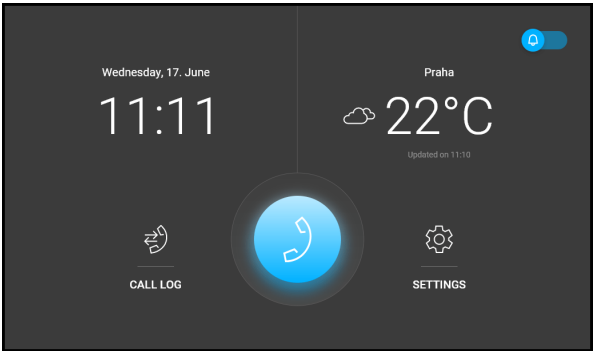 Wednesday, 17. June
11:11
Praha
22°C
Updated on 11:10
CALL LOG
SETTINGS